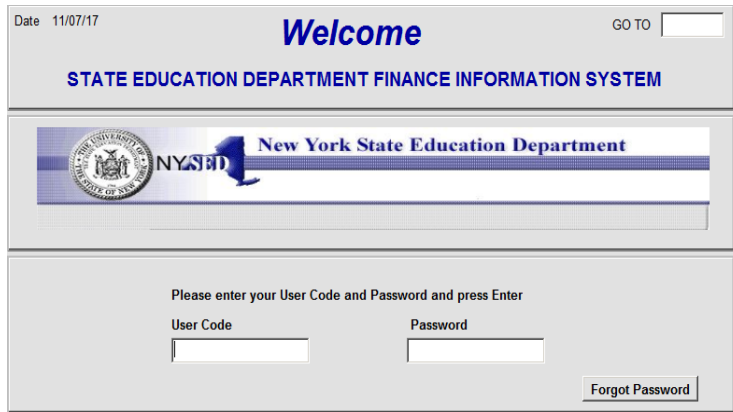 Date 11/07/17
Welcome
GO TO
STATE EDUCATION DEPARTMENT FINANCE INFORMATION SYSTEM
NYSED
New York State Education Department
Please enter your User Code and Password and press Enter
User Code Password
Forgot Password